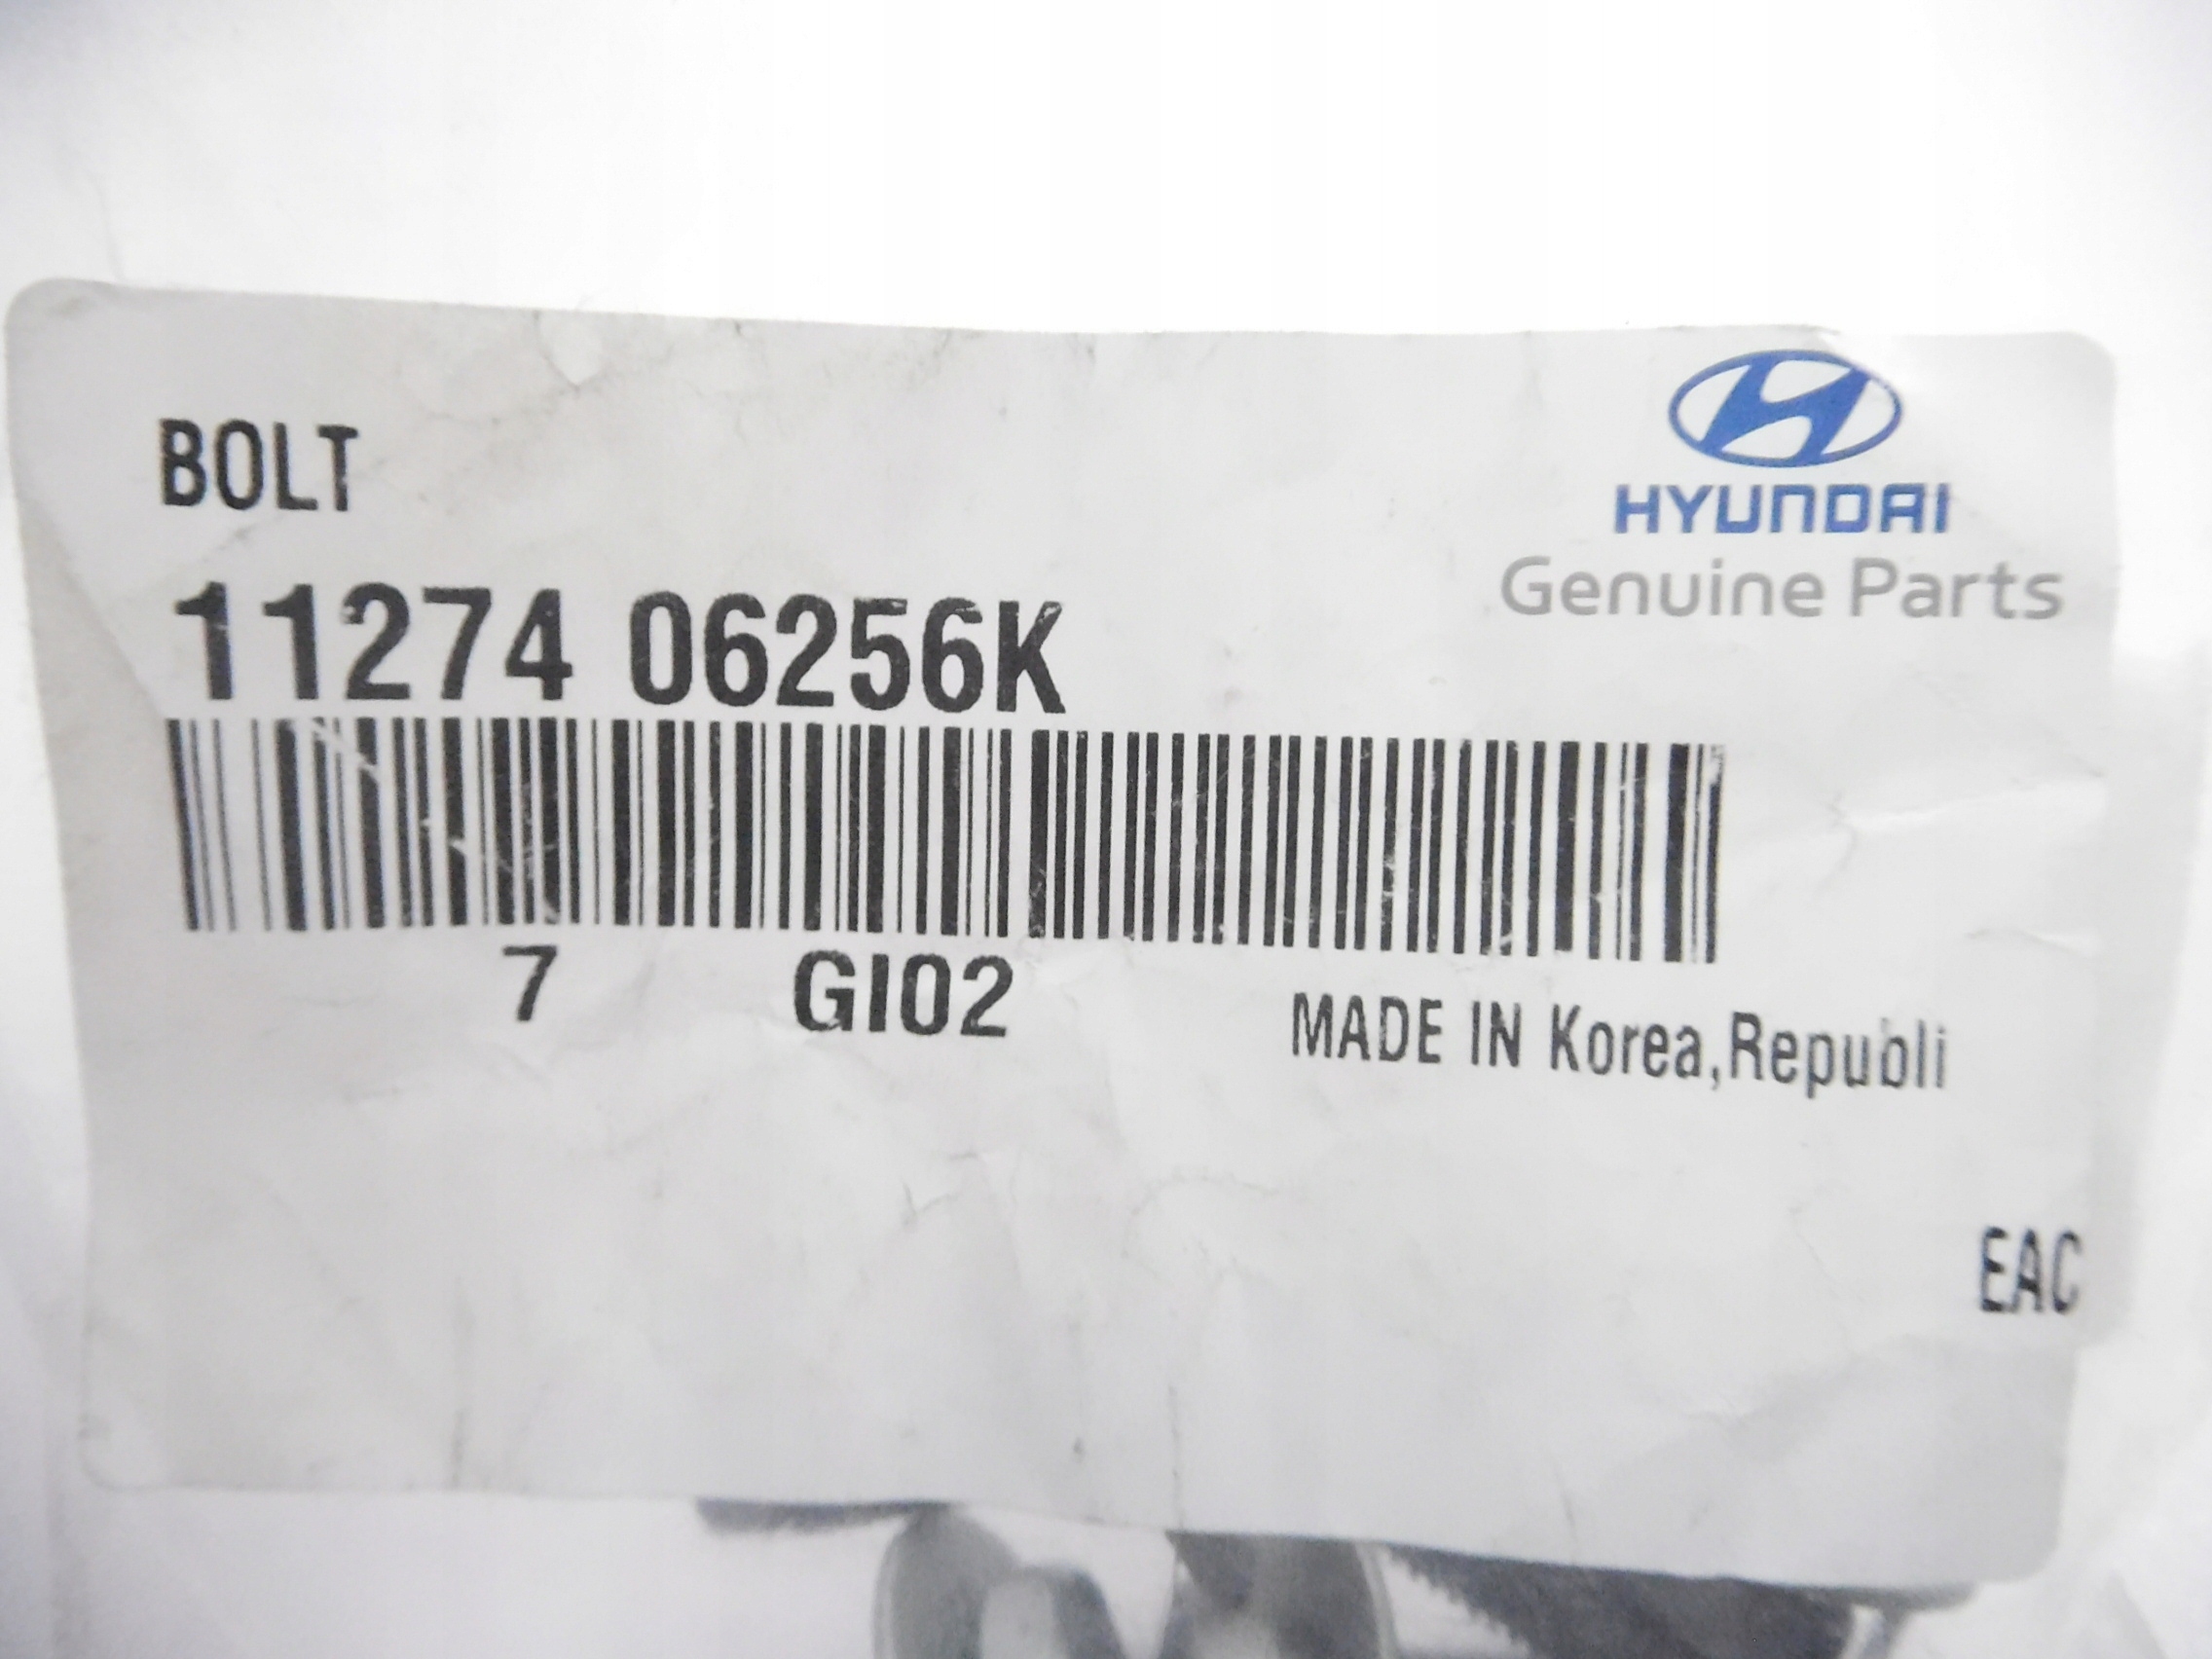 HYUNDAI
Genuine Parts
BOLT
11274 06256K
7 GI02
MADE IN Korea,Republi
EAC